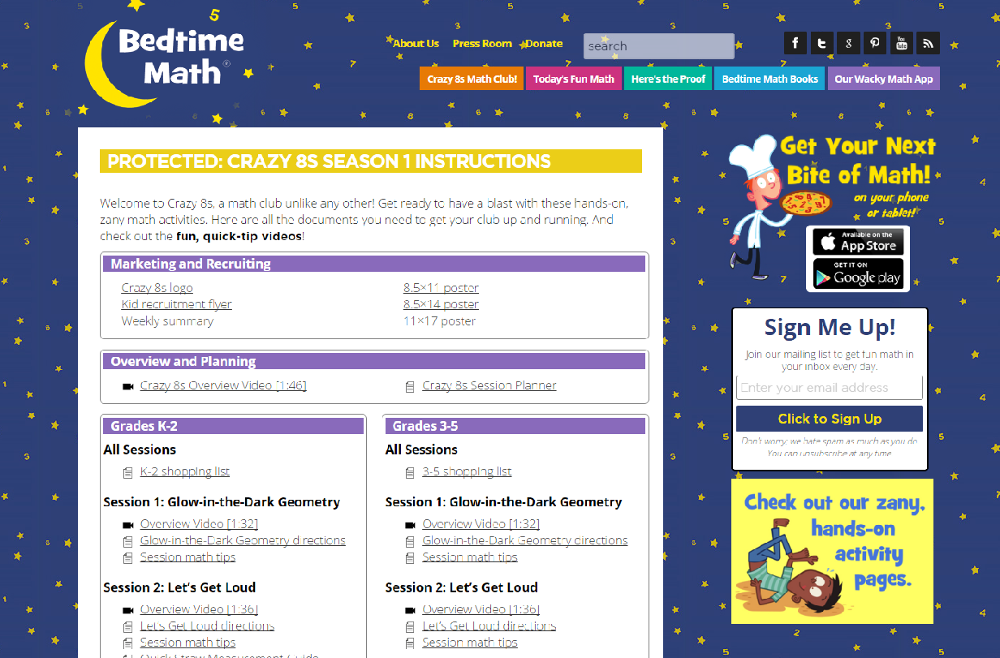 Bedtime
Math®
About Us Press Room Donate
search
Crazy 8s Math Club! Today's Fun Math Here's the Proof Bedtime Math Books Our Wacky Math App
PROTECTED: CRAZY 8S SEASON 1 INSTRUCTIONS
Welcome to Crazy 8s, a math club unlike any other! Get ready to have a blast with these hands-on,
zany math activities. Here are all the documents you need to get your club up and running. And
check out the fun, quick-tip videos!
Marketing and Recruiting
Crazy 8s logo
Kid recruitment flyer
Weekly summary
8.5×11 poster
8.5×14 poster
11×17 poster
Overview and Planning
Crazy 8s Overview Video [1:46]
Crazy 8s Session Planner
Grades K-2
All Sessions
K-2 shopping list
Session 1: Glow-in-the-Dark Geometry
Overview Video [1:32]
Glow-in-the-Dark Geometry directions
Session math tips
Session 2: Let's Get Loud
Overview Video [1:36]
Let's Get Loud directions
Session math tips
Quick Straw Measurement Guide
Grades 3-5
All Sessions
3-5 shopping list
Session 1: Glow-in-the-Dark Geometry
Overview Video [1:32]
Glow-in-the-Dark Geometry directions
Session math tips
Session 2: Let's Get Loud
Overview Video [1:36]
Let's Get Loud directions
Session math tips
Get Your Next
Bite of Math!
on your phone
or tablet!
Available on the
App Store
GET IT ON
Google play
Sign Me Up!
Join our mailing list to get fun math in
your inbox every day.
Enter your email address
Click to Sign Up
Don't worry: we hate spam as much as you do.
You can unsubscribe at any time.
Check out our zany,
hands-on
activity
pages.